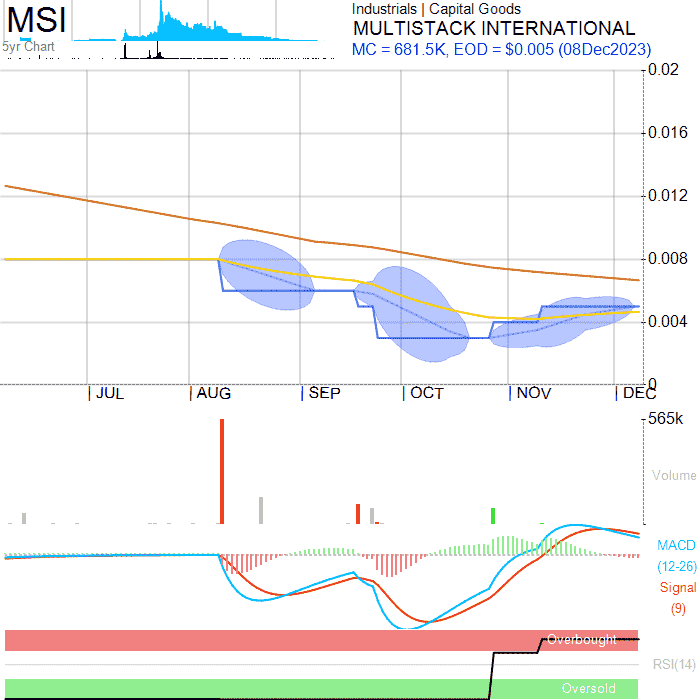 MSI
5yr Chart
Industrials | Capital Goods
MULTISTACK INTERNATIONAL
MC = 681.5K, EOD = $0.005 (08Dec2023)
0.02
0.016
0.012
0.008
0.004
0
JUL AUG SEP OCT NOV DEC
565k
Volume
MACD
(12-26)
Signal
(9)
Overbought
RSI(14)
Oversold